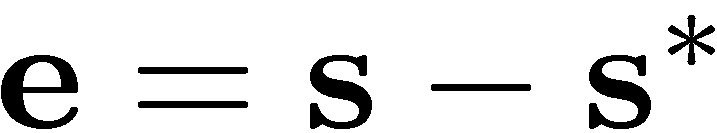 e = s − s*